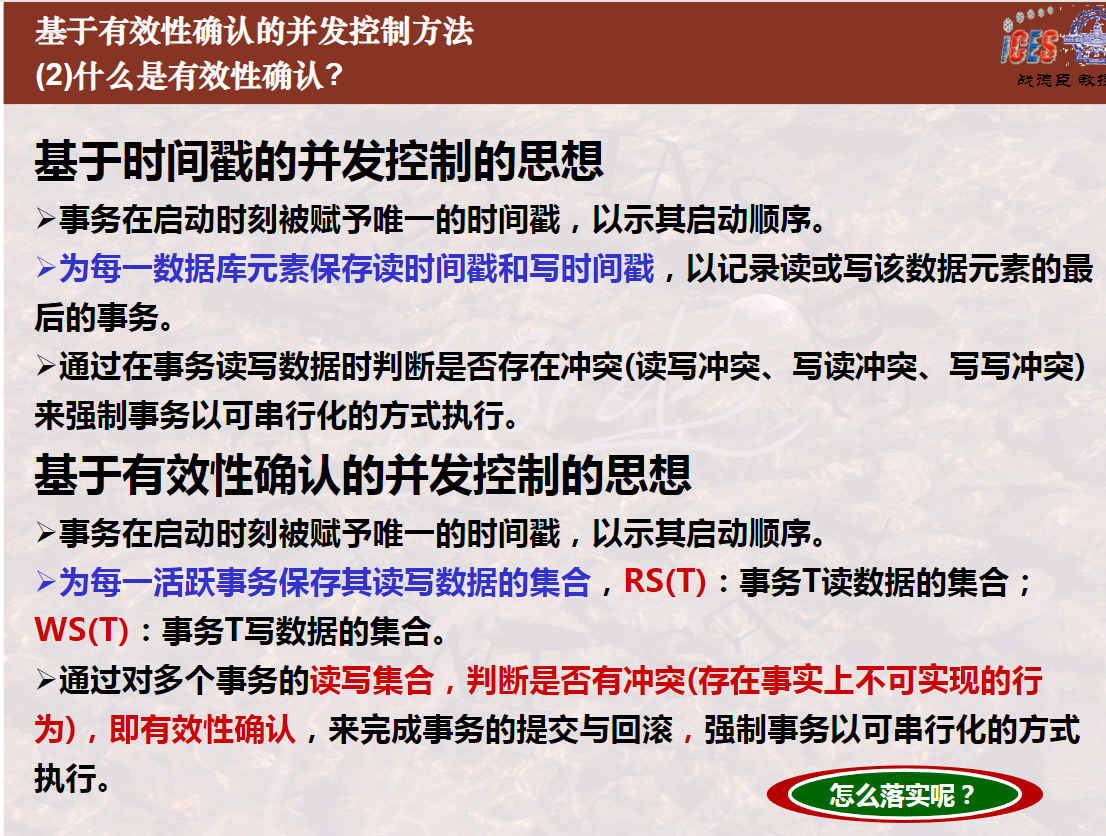 基于有效性确认的并发控制方法
(2)什么是有效性确认?
iCES
战德臣 教授
基于时间戳的并发控制的思想
➢事务在启动时刻被赋予唯一的时间戳，以示其启动顺序。
➢为每一数据库元素保存读时间戳和写时间戳，以记录读或写该数据元素的最
后的事务。
➢通过在事务读写数据时判断是否存在冲突(读写冲突、写读冲突、写写冲突)
来强制事务以可串行化的方式执行。
基于有效性确认的并发控制的思想
➢事务在启动时刻被赋予唯一的时间戳，以示其启动顺序。
➢为每一活跃事务保存其读写数据的集合，RS(T)：事务T读数据的集合；
WS(T)：事务T写数据的集合。
➢通过对多个事务的读写集合，判断是否有冲突(存在事实上不可实现的行
为)，即有效性确认，来完成事务的提交与回滚，强制事务以可串行化的方式
执行。
怎么落实呢？